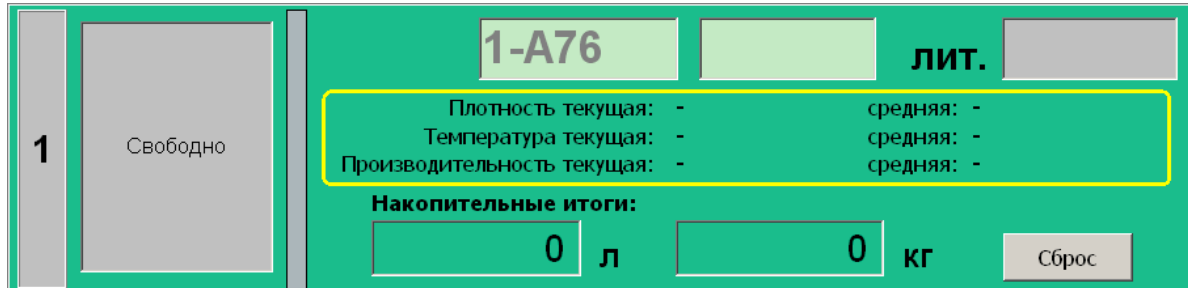 1
Свободно
1-А76 лит.
Плотность текущая: - средняя: -
Температура текущая: - средняя: -
Производительность текущая: - средняя: -
Накопительные итоги:
0 л 0 кг Сброс